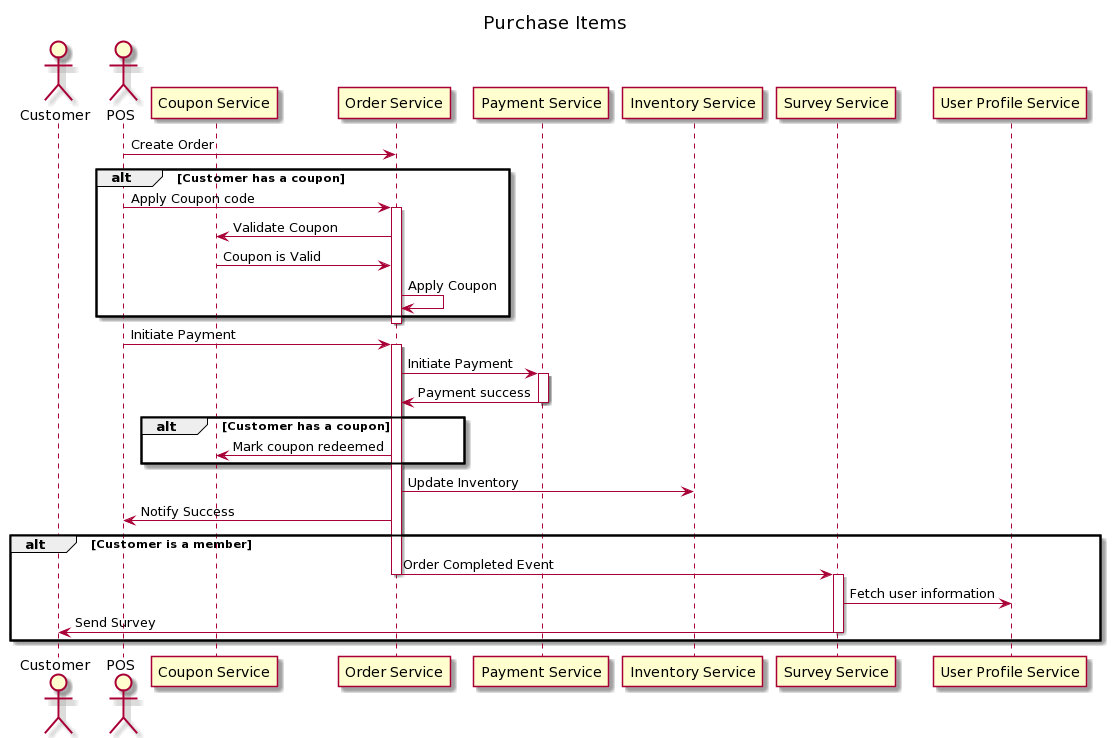 Purchase Items
Customer
POS
Coupon Service
Order Service
Payment Service
Inventory Service
Survey Service
User Profile Service
Create Order
alt
[Customer has a coupon]
Apply Coupon code
Validate Coupon
Coupon is Valid
Apply Coupon
Initiate Payment
Initiate Payment
Payment success
alt
[Customer has a coupon]
Mark coupon redeemed
Update Inventory
Notify Success
alt
[Customer is a member]
Order Completed Event
Fetch user information
Send Survey
Customer
POS
Coupon Service
Order Service
Payment Service
Inventory Service
Survey Service
User Profile Service